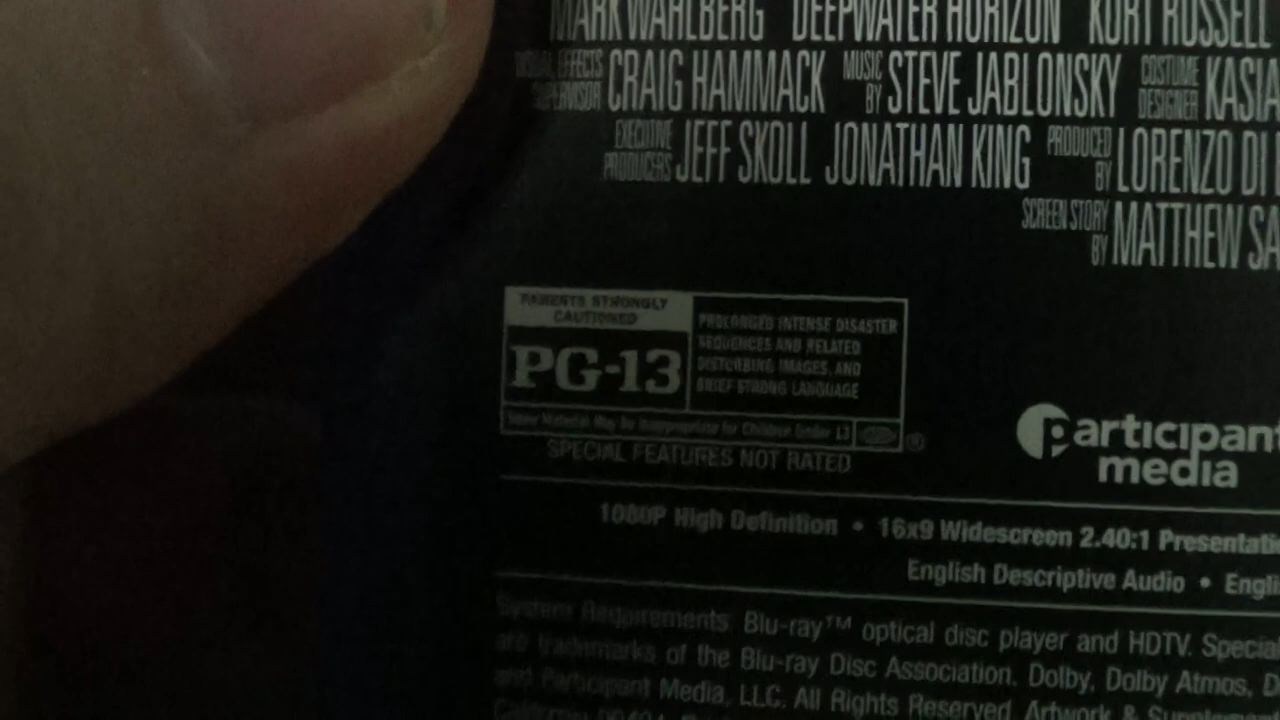 MARK WAHLBERG DEEPWATER HORIZON KURT RUSSELL
VISUAL EFFECTS SUPERVISOR CRAIG HAMMACK MUSIC BY STEVE JABLONSKY COSTUME DESIGNER KASIA
EXECUTIVE PRODUCERS JEFF SKOLL JONATHAN KING PRODUCED BY LORENZO DI
SCREEN STORY BY MATTHEW SA
PARENTS STRONGLY
CAUTIONED
PG-13
PROLONGED INTENSE DISASTER
SEQUENCES AND RELATED
DISTURBING IMAGES, AND
BRIEF STRONG LANGUAGE
Some Material May Be Inappropriate for Children Under 13
®
SPECIAL FEATURES NOT RATED
participant
media
1080P High Definition • 16x9 Widescreen 2.40:1 Presentati
English Descriptive Audio • Engli
System Requirements: Blu-ray™ optical disc player and HDTV. Special
are trademarks of the Blu-ray Disc Association. Dolby, Dolby Atmos, D
and Participant Media, LLC. All Rights Reserved. Artwork & Supplement